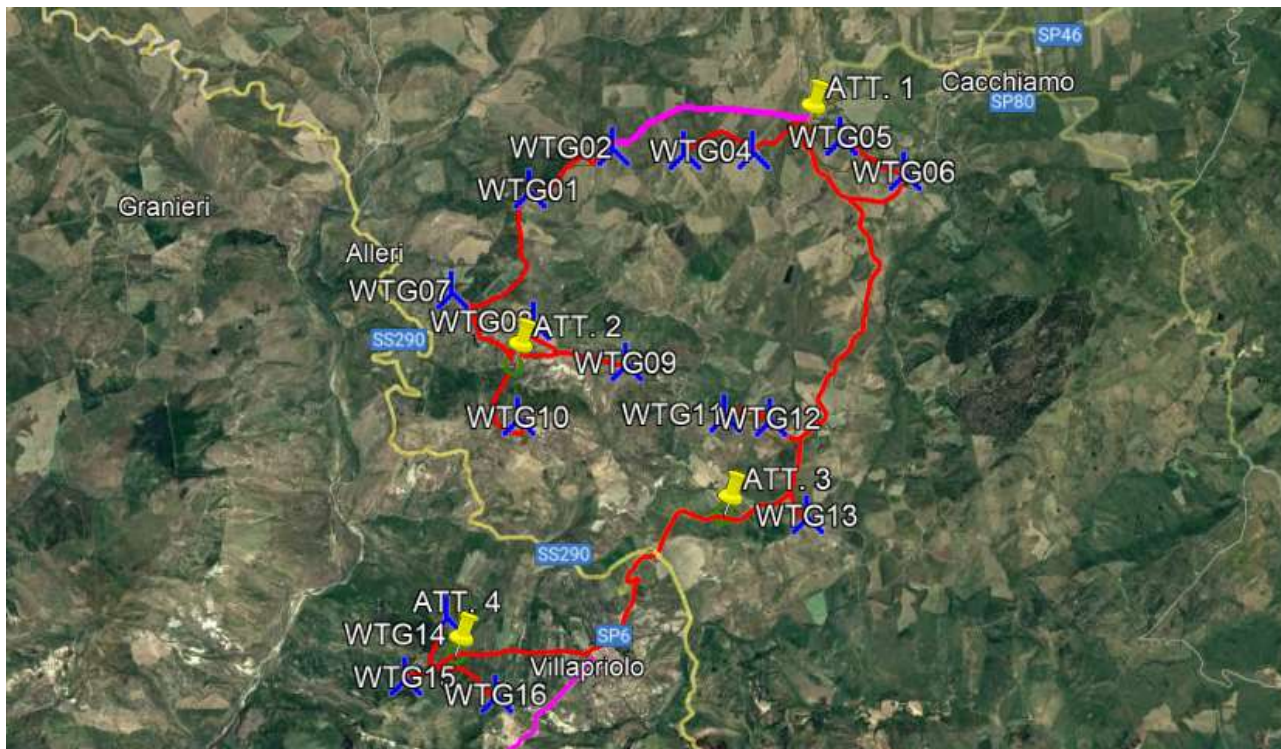 SP46
Cacchiamo
ATT. 1
SP80
WTG02
WTG04
WTG05
WTG06
WTG01
Granieri
Alleri
WTG07
WTG08
ATT. 2
SS290
WTG09
WTG10
WTG11
WTG12
ATT. 3
WTG13
SS290
ATT. 4
WTG14
SP6
Villapriolo
WTG15
WTG16